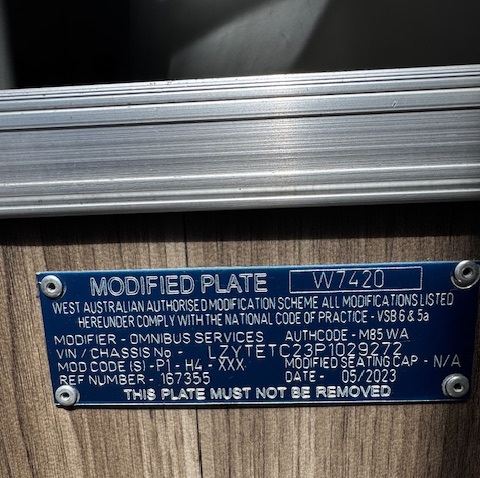 MODIFIED PLATE W7420
WEST AUSTRALIAN AUTHORISED MODIFICATION SCHEME ALL MODIFICATIONS LISTED
HEREUNDER COMPLY WITH THE NATIONAL CODE OF PRACTICE - VSB 6 & 5a
MODIFIER - OMNIBUS SERVICES AUTHCODE - M85 WA
VIN / CHASSIS No - LZYTETC23P1029272
MOD CODE (S) - P1 - H4 - XXX MODIFIED SEATING CAP - N/A
REF NUMBER - 167355 DATE - 05/2023
THIS PLATE MUST NOT BE REMOVED